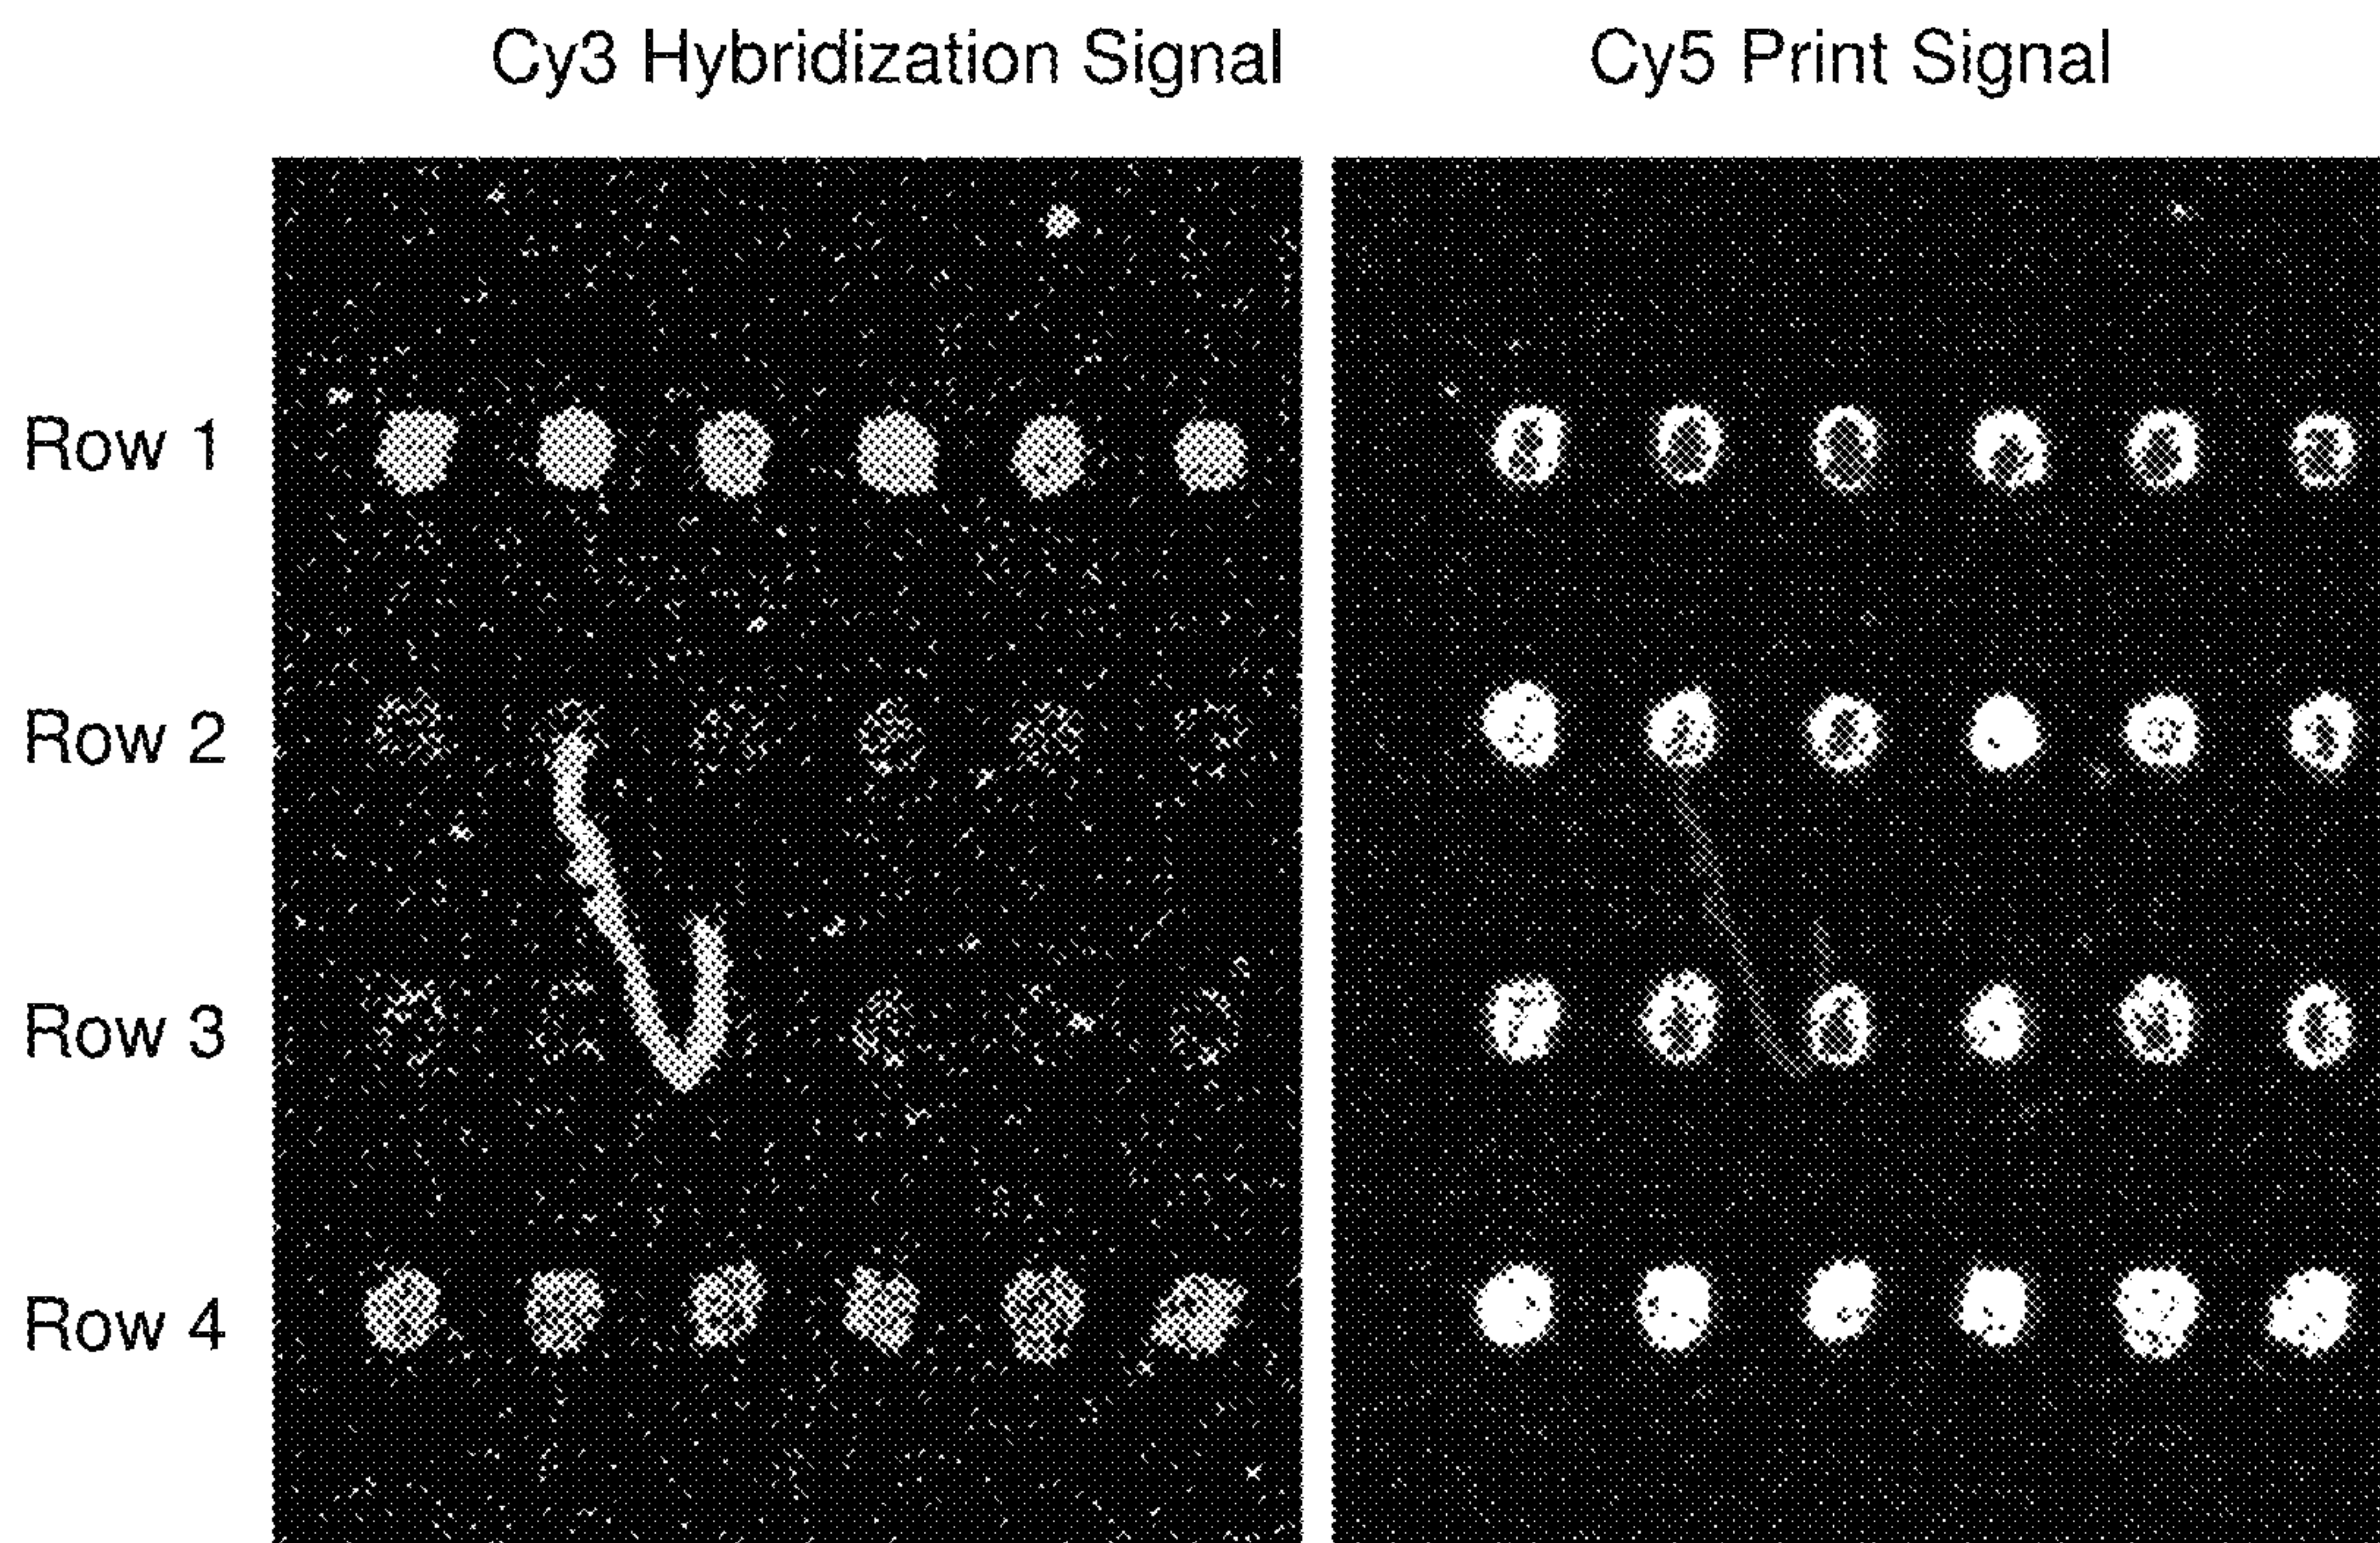 Cy3 Hybridization Signal
Cy5 Print Signal
Row 1
Row 2
Row 3
Row 4